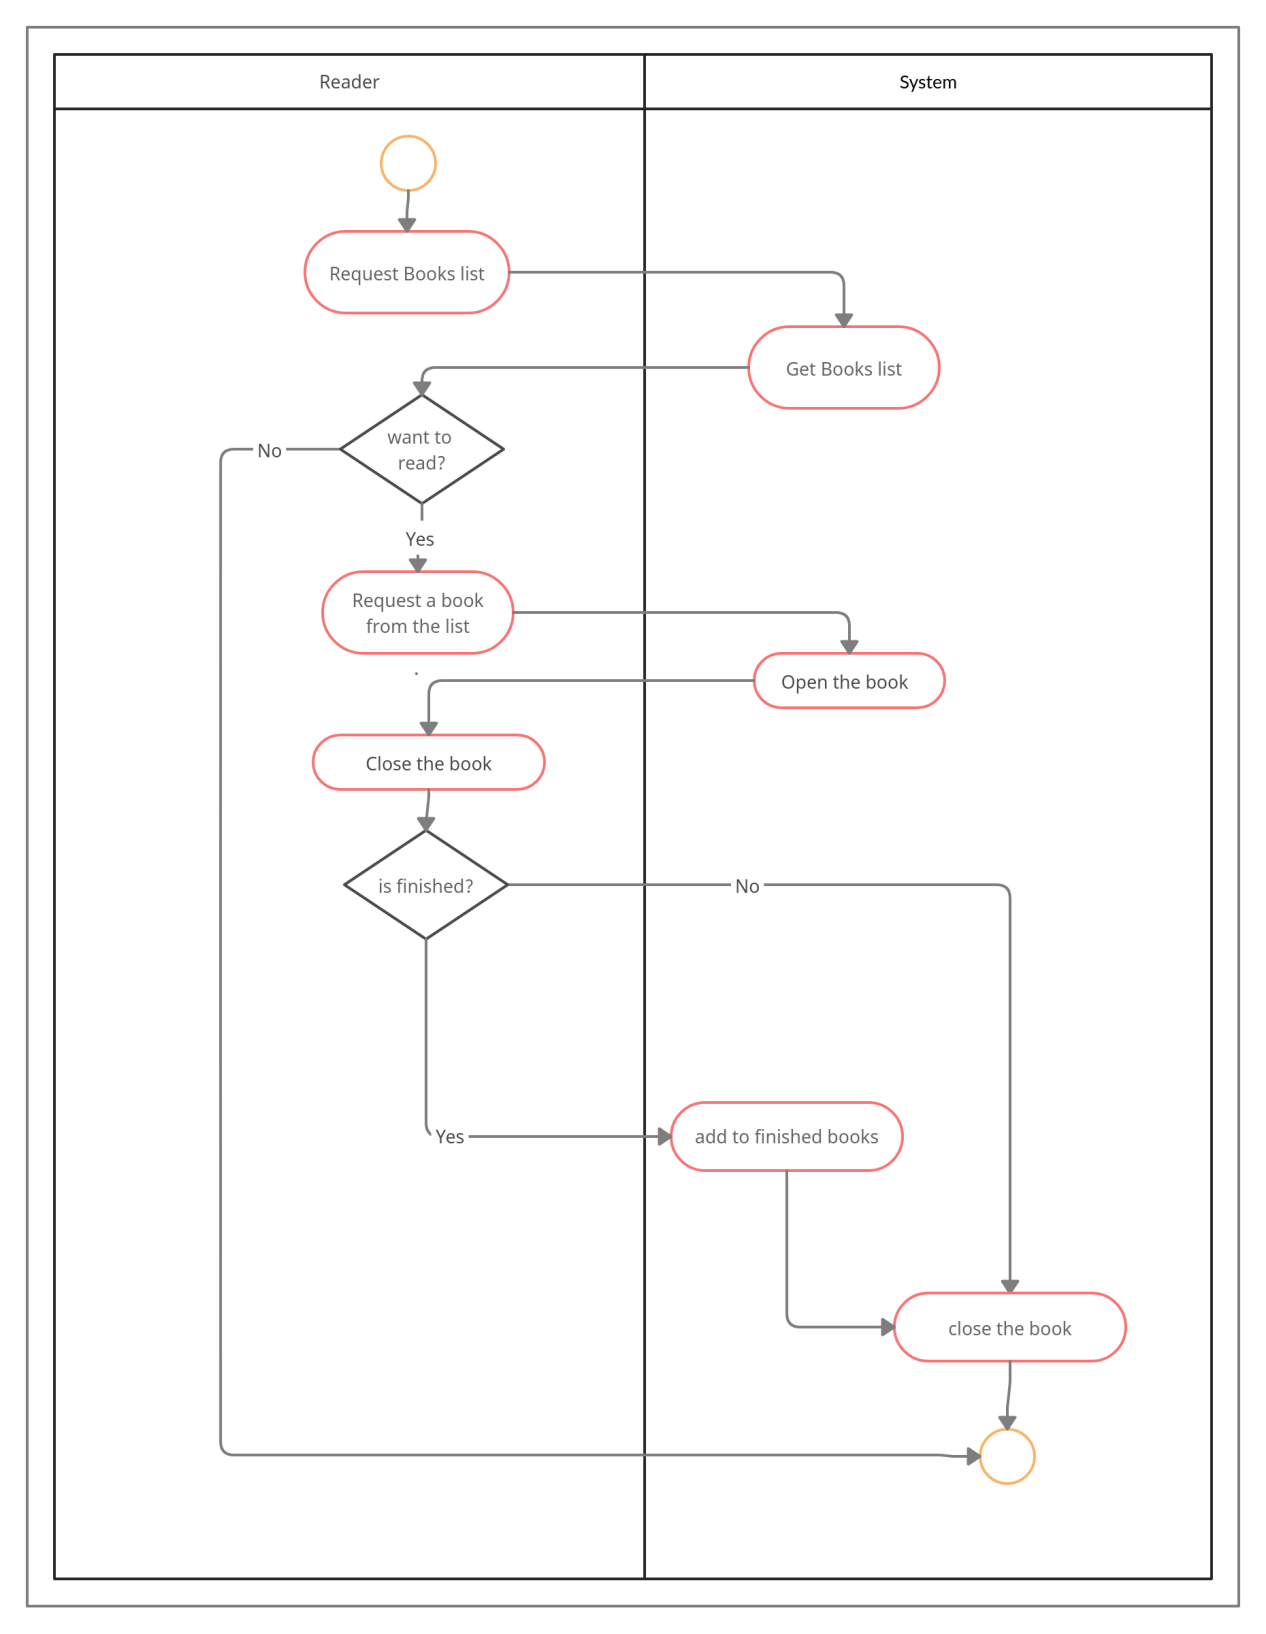 Reader
System
Request Books list
Get Books list
want to
read?
No
Yes
Request a book
from the list
.
Open the book
Close the book
is finished?
No
Yes
add to finished books
close the book